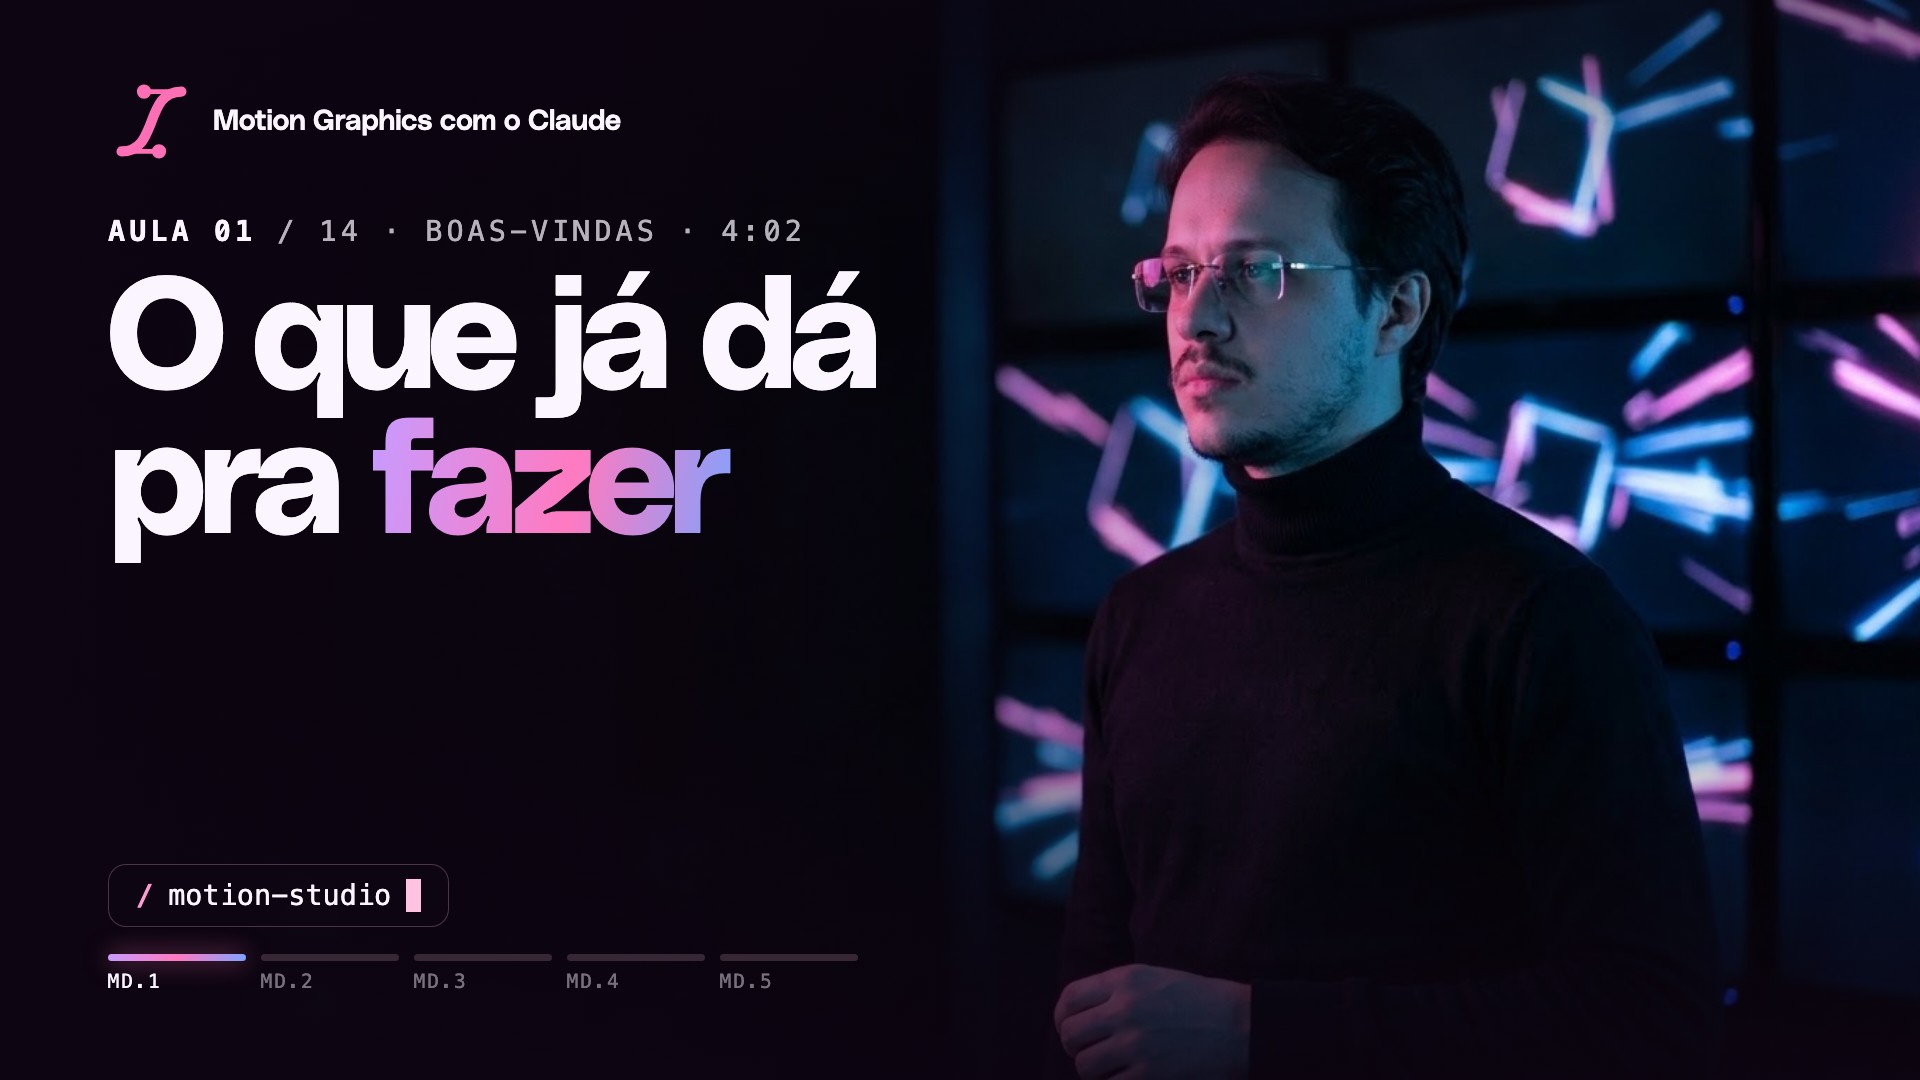 Motion Graphics com o Claude
AULA 01 / 14 · BOAS-VINDAS · 4:02
O que já dá
pra fazer
/ motion-studio
MD.1 MD.2 MD.3 MD.4 MD.5